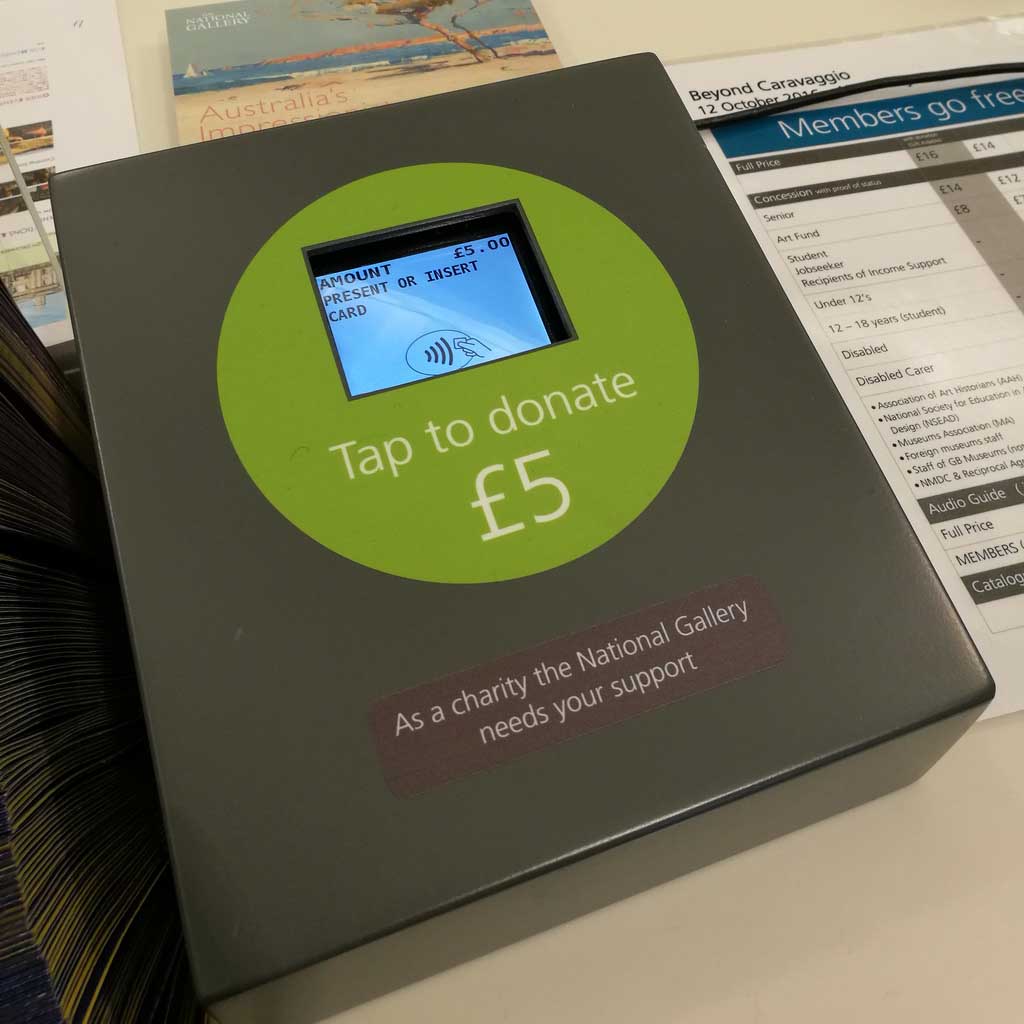 THE
NATIONAL
GALLERY
Australia's
AMOUNT £5.00
PRESENT OR INSERT
CARD
Tap to donate
£5
As a charity the National Gallery
needs your support
Beyond Caravaggio
12 October
Members go free
Full Price £16 £14
Concession with proof of status £14 £12
Senior £8
Art Fund
Student
Jobseeker
Recipients of Income Support
Under 12's
12 – 18 years (student)
Disabled
Disabled Carer
• Association of Art Historians (AAH)
• National Society for Education in
Design (NSEAD)
• Museums Association (MA)
• Foreign museums staff
• Staff of GB Museums
• NMDC & Reciprocal
Audio Guide
Full Price
MEMBERS